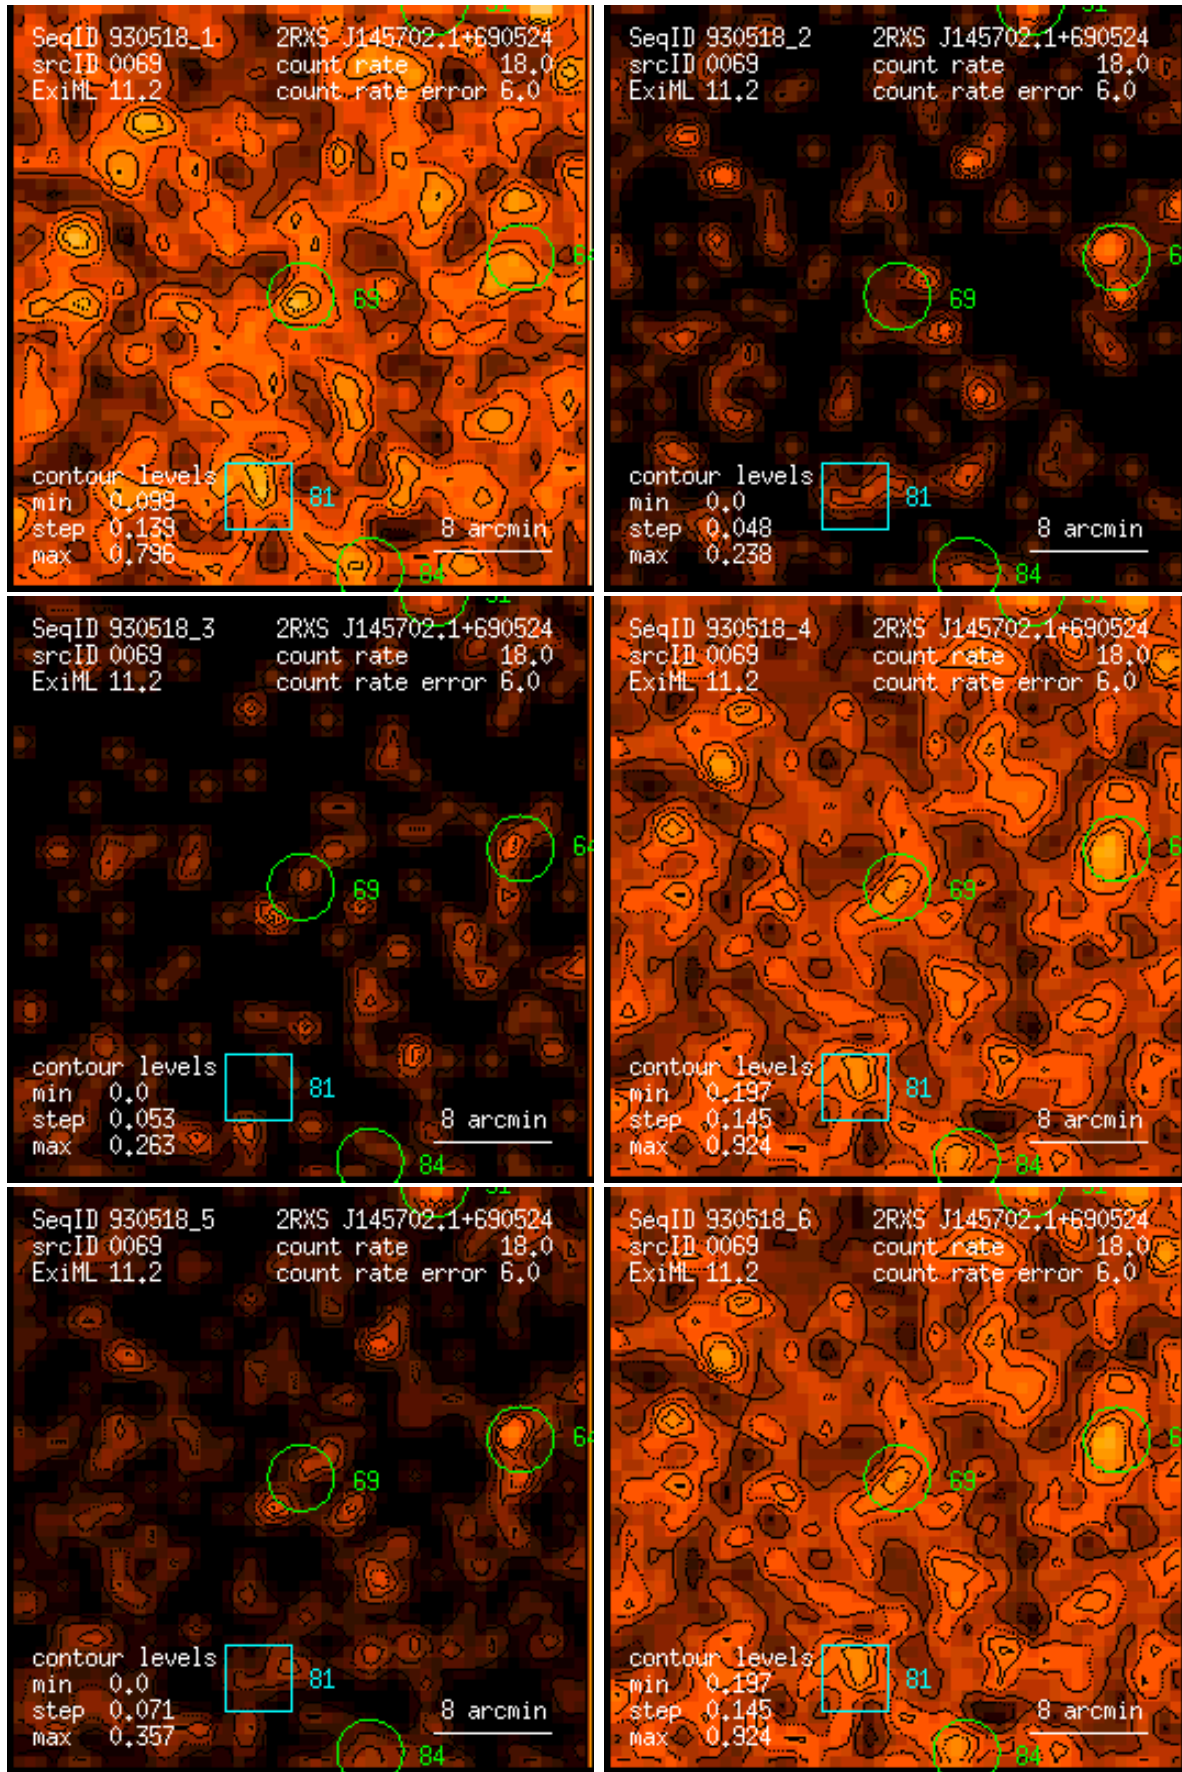 SeqID 930518_1 2RXS J145702.1+690524
srcID 0069 count rate 18.0
ExiML 11.2 count rate error 6.0
69
contour levels
min 0.099
81
step 0.139
8 arcmin
max 0.796
84
SeqID 930518_2 2RXS J145702.1+690524
srcID 0069 count rate 18.0
ExiML 11.2 count rate error 6.0
69
contour levels
min 0.0
81
step 0.048
8 arcmin
max 0.238
84
SeqID 930518_3 2RXS J145702.1+690524
srcID 0069 count rate 18.0
ExiML 11.2 count rate error 6.0
69
contour levels
min 0.0
81
step 0.053
8 arcmin
max 0.263
84
SeqID 930518_4 2RXS J145702.1+690524
srcID 0069 count rate 18.0
ExiML 11.2 count rate error 6.0
69
contour levels
min 0.197
81
step 0.145
8 arcmin
max 0.924
84
SeqID 930518_5 2RXS J145702.1+690524
srcID 0069 count rate 18.0
ExiML 11.2 count rate error 6.0
69
contour levels
min 0.0
81
step 0.071
8 arcmin
max 0.357
84
SeqID 930518_6 2RXS J145702.1+690524
srcID 0069 count rate 18.0
ExiML 11.2 count rate error 6.0
69
contour levels
min 0.197
81
step 0.145
8 arcmin
max 0.924
84